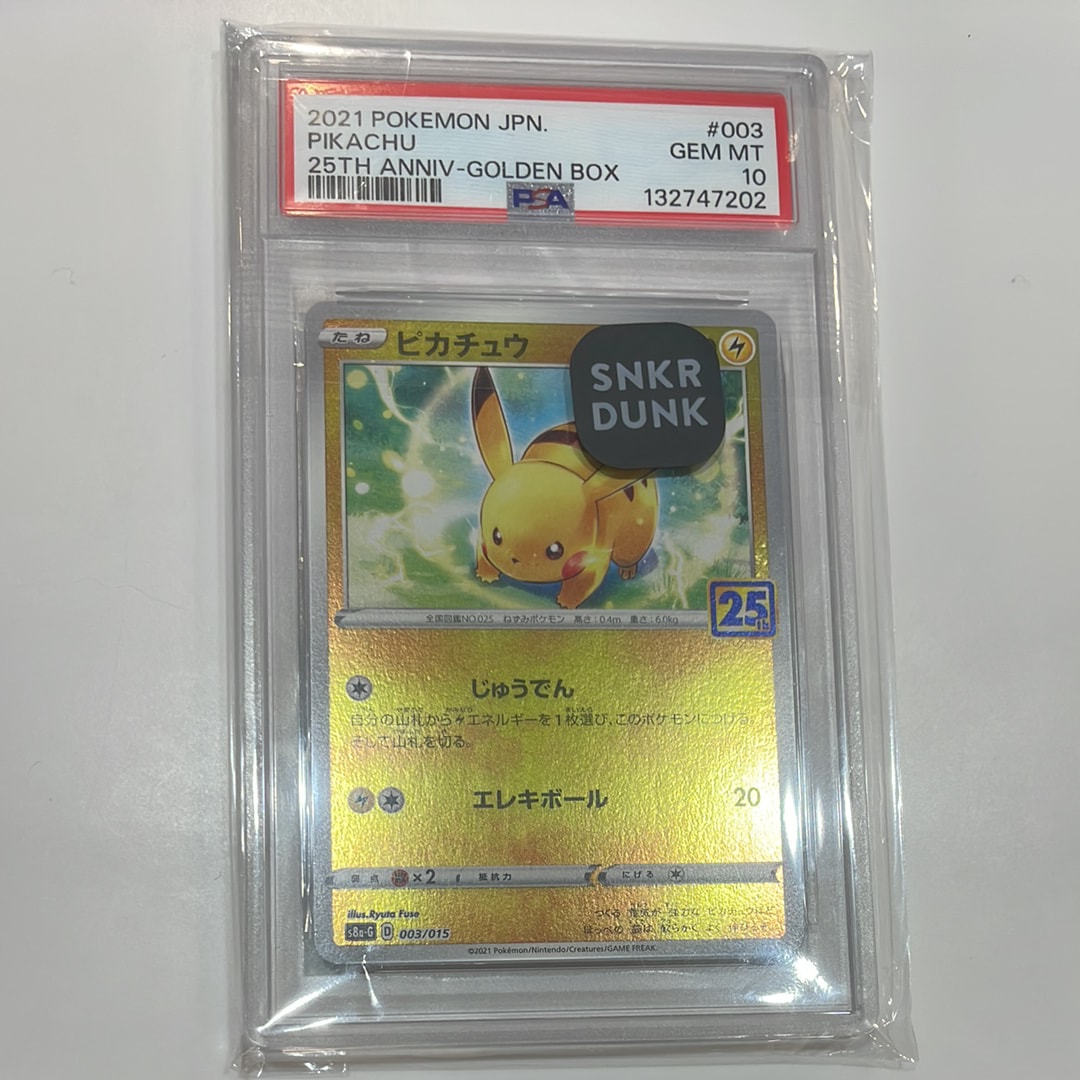 2021 POKEMON JPN. #003
PIKACHU GEM MT
25TH ANNIV-GOLDEN BOX 10
PSA 132747202
たね ピカチュウ
SNKR
DUNK
25th
全国図鑑NO.025 ねずみポケモン 高さ:0.4m 重さ:6.0kg
じゅうでん
自分の山札からエネルギーを1枚選び、このポケモンにつける。
そして山札を切る。
エレキボール 20
弱点 ×2 抵抗力 にげる
illus.Ryuta Fuse
s8a-G D 003/015
©2021 Pokémon/Nintendo/Creatures/GAME FREAK.